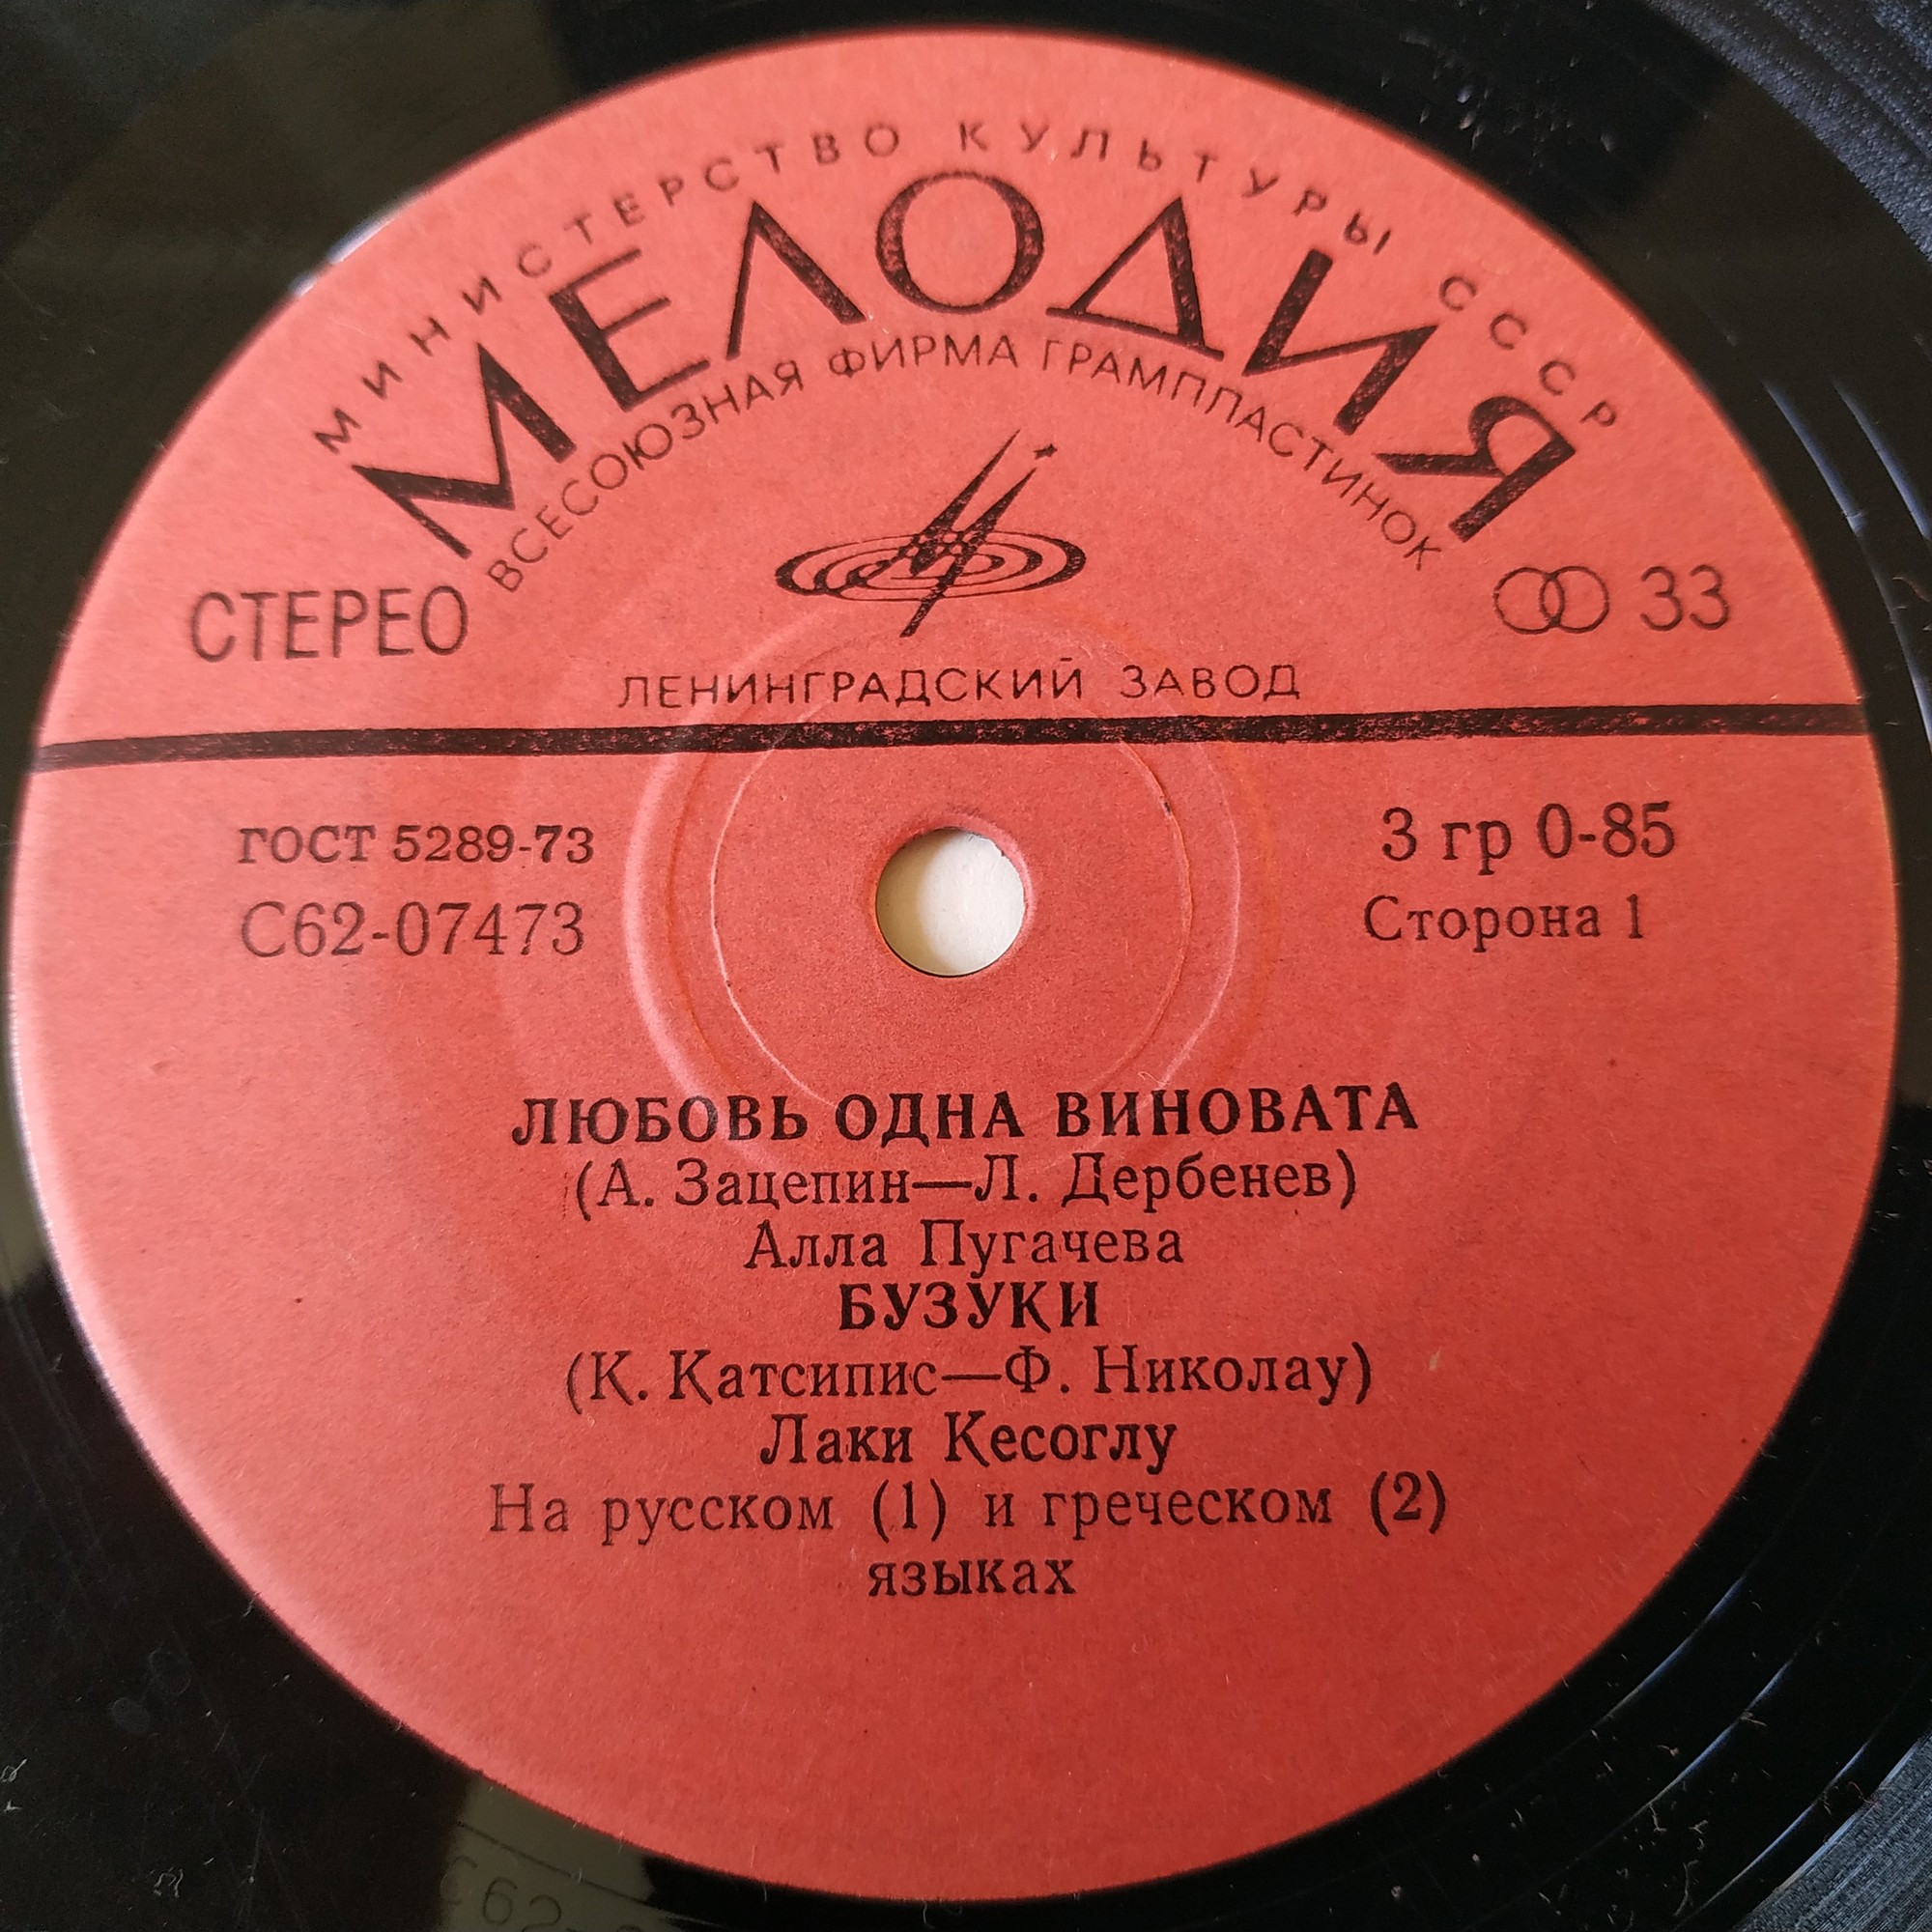 МИНИСТЕРСТВО КУЛЬТУРЫ СССР
МЕЛОДИЯ
ВСЕСОЮЗНАЯ ФИРМА ГРАМПЛАСТИНОК
СТЕРЕО
33
ЛЕНИНГРАДСКИЙ ЗАВОД
ГОСТ 5289-73
3 гр 0-85
С62-07473
Сторона 1
ЛЮБОВЬ ОДНА ВИНОВАТА
(А. Зацепин—Л. Дербенев)
Алла Пугачева
БУЗУКИ
(К. Катсипис—Ф. Николау)
Лаки Кесоглу
На русском (1) и греческом (2)
языках